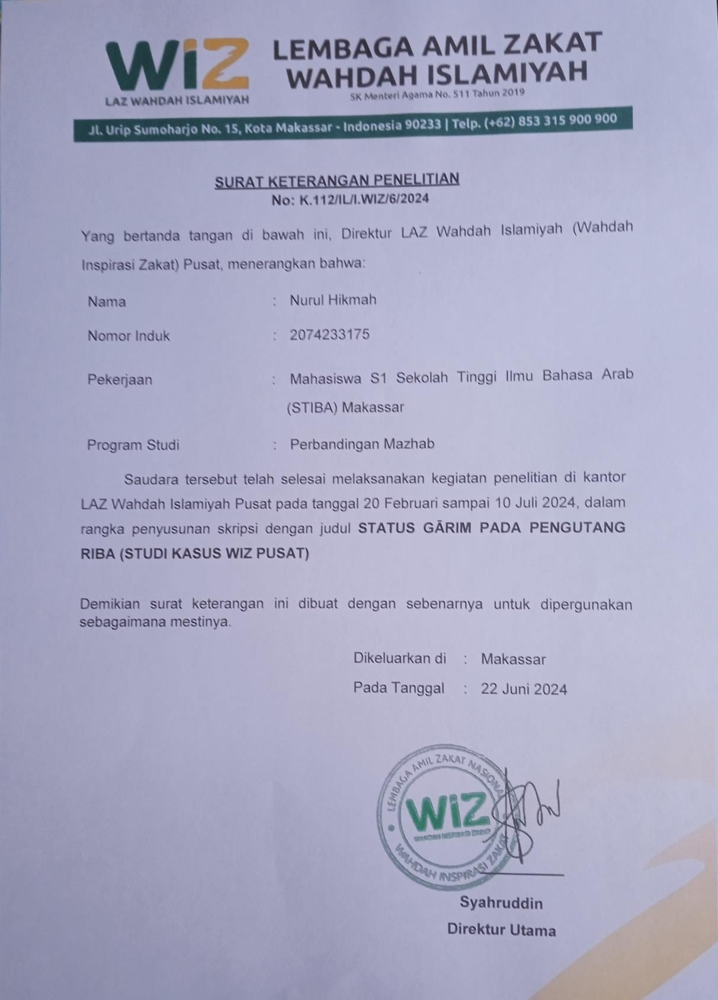 WiZ
LAZ WAHDAH ISLAMIYAH
LEMBAGA AMIL ZAKAT
WAHDAH ISLAMIYAH
SK Menteri Agama No. 511 Tahun 2019
Jl. Urip Sumoharjo No. 15, Kota Makassar - Indonesia 90233 | Telp. (+62) 853 315 900 900
SURAT KETERANGAN PENELITIAN
No: K.112/IL/I.WIZ/6/2024
Yang bertanda tangan di bawah ini, Direktur LAZ Wahdah Islamiyah (Wahdah
Inspirasi Zakat) Pusat, menerangkan bahwa:
Nama : Nurul Hikmah
Nomor Induk : 2074233175
Pekerjaan : Mahasiswa S1 Sekolah Tinggi Ilmu Bahasa Arab
(STIBA) Makassar
Program Studi : Perbandingan Mazhab
Saudara tersebut telah selesai melaksanakan kegiatan penelitian di kantor
LAZ Wahdah Islamiyah Pusat pada tanggal 20 Februari sampai 10 Juli 2024, dalam
rangka penyusunan skripsi dengan judul STATUS GĀRIM PADA PENGUTANG
RIBA (STUDI KASUS WIZ PUSAT)
Demikian surat keterangan ini dibuat dengan sebenarnya untuk dipergunakan
sebagaimana mestinya.
Dikeluarkan di : Makassar
Pada Tanggal : 22 Juni 2024
LEMBAGA AMIL ZAKAT NASIONAL
WiZ
WAHDAH INSPIRASI ZAKAT
WAHDAH INSPIRASI ZAKAT
Syahruddin
Direktur Utama